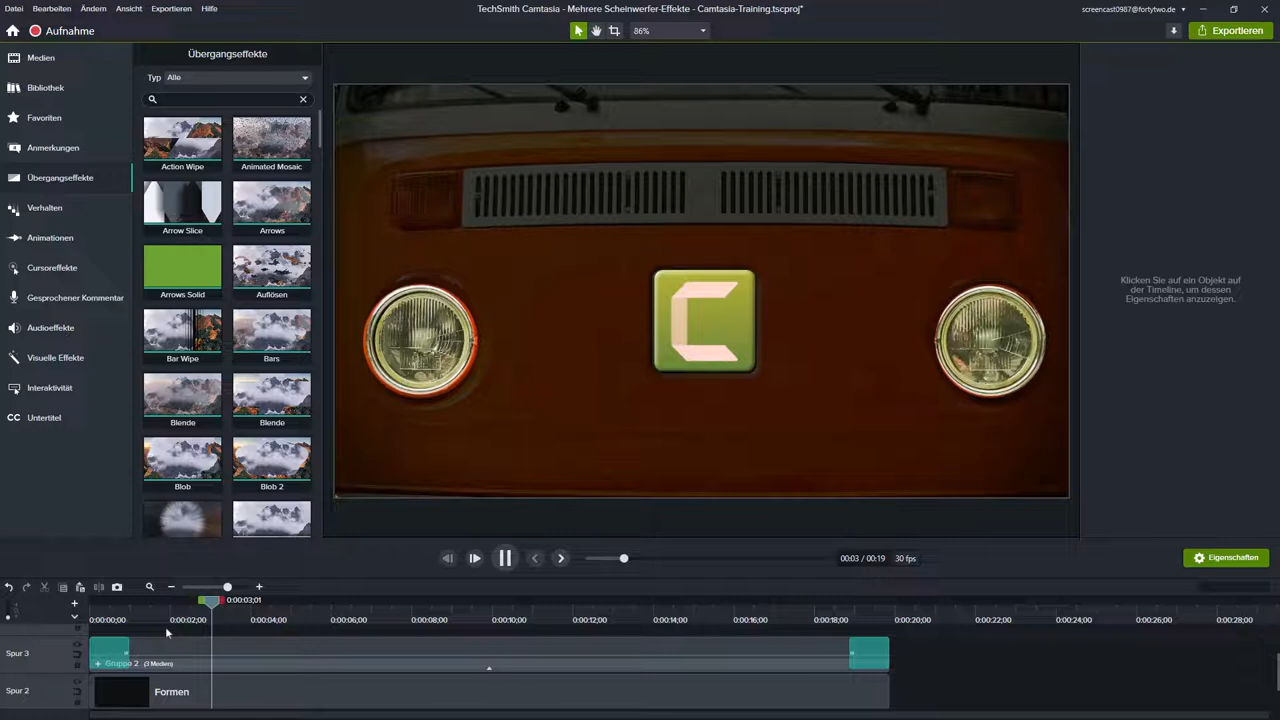 Datei Bearbeiten Ändern Ansicht Exportieren Hilfe
TechSmith Camtasia - Mehrere Scheinwerfer-Effekte - Camtasia-Training.tscproj*
screencast0987@fortytwo.de
Aufnahme
86%
Exportieren
Medien
Bibliothek
Favoriten
Anmerkungen
Übergangseffekte
Verhalten
Animationen
Cursoreffekte
Gesprochener Kommentar
Audioeffekte
Visuelle Effekte
Interaktivität
CC Untertitel
Übergangseffekte
Typ Alle
Action Wipe Animated Mosaic
Arrow Slice Arrows
Arrows Solid Auflösen
Bar Wipe Bars
Blende Blende
Blob Blob 2
C
Klicken Sie auf ein Objekt auf
der Timeline, um dessen
Eigenschaften anzuzeigen.
00:03 / 00:19 30 fps
Eigenschaften
0:00:03;01
0:00:00;00 0:00:02;00 0:00:04;00 0:00:06;00 0:00:08;00 0:00:10;00 0:00:12;00 0:00:14;00 0:00:16;00 0:00:18;00 0:00:20;00 0:00:22;00 0:00:24;00 0:00:26;00 0:00:28;00
Spur 3
+ Gruppe 2 (3 Medien)
Spur 2
Formen